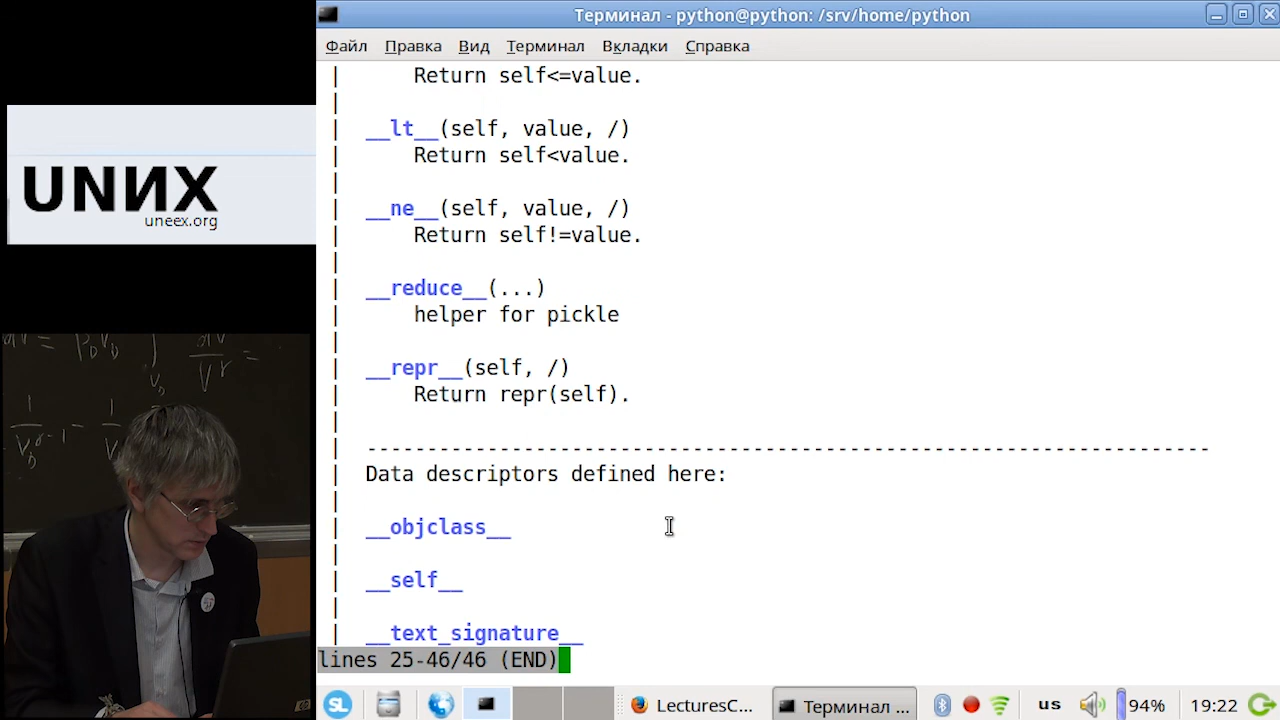 Терминал - python@python: /srv/home/python
Файл Правка Вид Терминал Вкладки Справка
| Return self<=value.
|
| __lt__(self, value, /)
| Return self<value.
|
| __ne__(self, value, /)
| Return self!=value.
|
| __reduce__(...)
| helper for pickle
|
| __repr__(self, /)
| Return repr(self).
|
| ----------------------------------------------------------------------
| Data descriptors defined here:
|
| __objclass__
|
| __self__
|
| __text_signature__
lines 25-46/46 (END)
SL LecturesC... Терминал ... us 94% 19:22
UNИX
uneex.org